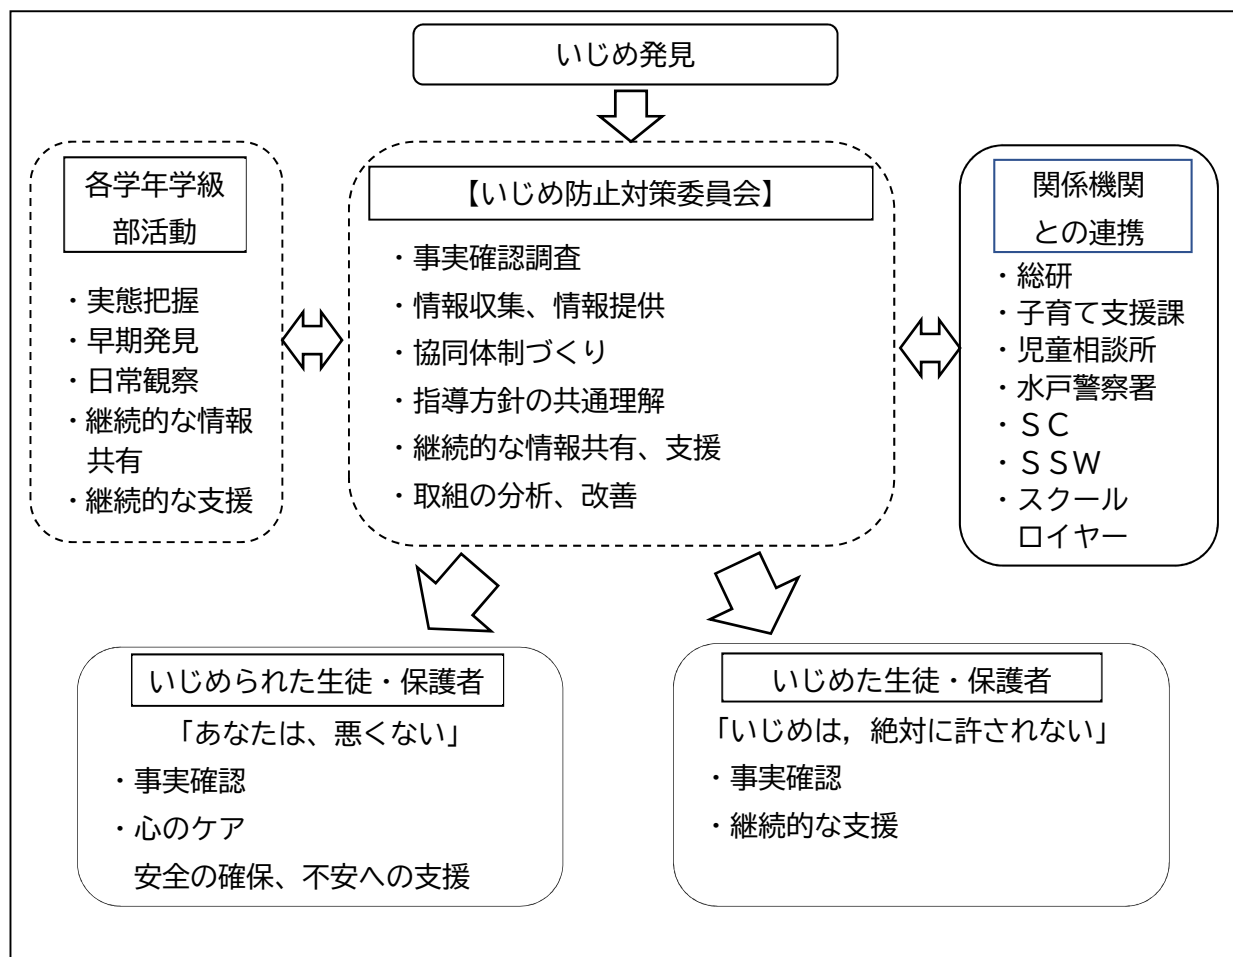 いじめ発見
各学年学級
部活動
・実態把握
・早期発見
・日常観察
・継続的な情報
共有
・継続的な支援
【いじめ防止対策委員会】
・事実確認調査
・情報収集、情報提供
・協同体制づくり
・指導方針の共通理解
・継続的な情報共有、支援
・取組の分析、改善
関係機関
との連携
・総研
・子育て支援課
・児童相談所
・水戸警察署
・ＳＣ
・ＳＳＷ
・スクール
ロイヤー
いじめられた生徒・保護者
「あなたは、悪くない」
・事実確認
・心のケア
安全の確保、不安への支援
いじめた生徒・保護者
「いじめは，絶対に許されない」
・事実確認
・継続的な支援